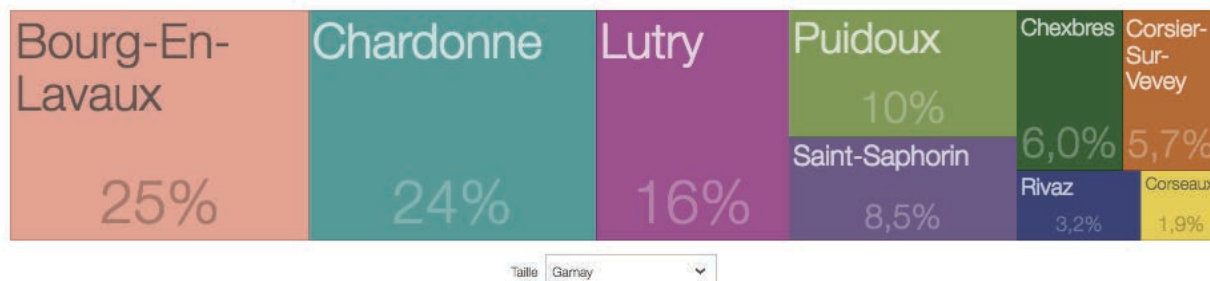 Bourg-En-
Lavaux
25%
Chardonne
24%
Lutry
16%
Puidoux
10%
Saint-Saphorin
8,5%
Chexbres
6,0%
Corsier-
Sur-
Vevey
5,7%
Rivaz
3,2%
Corseaux
1,9%
Taille Gamay